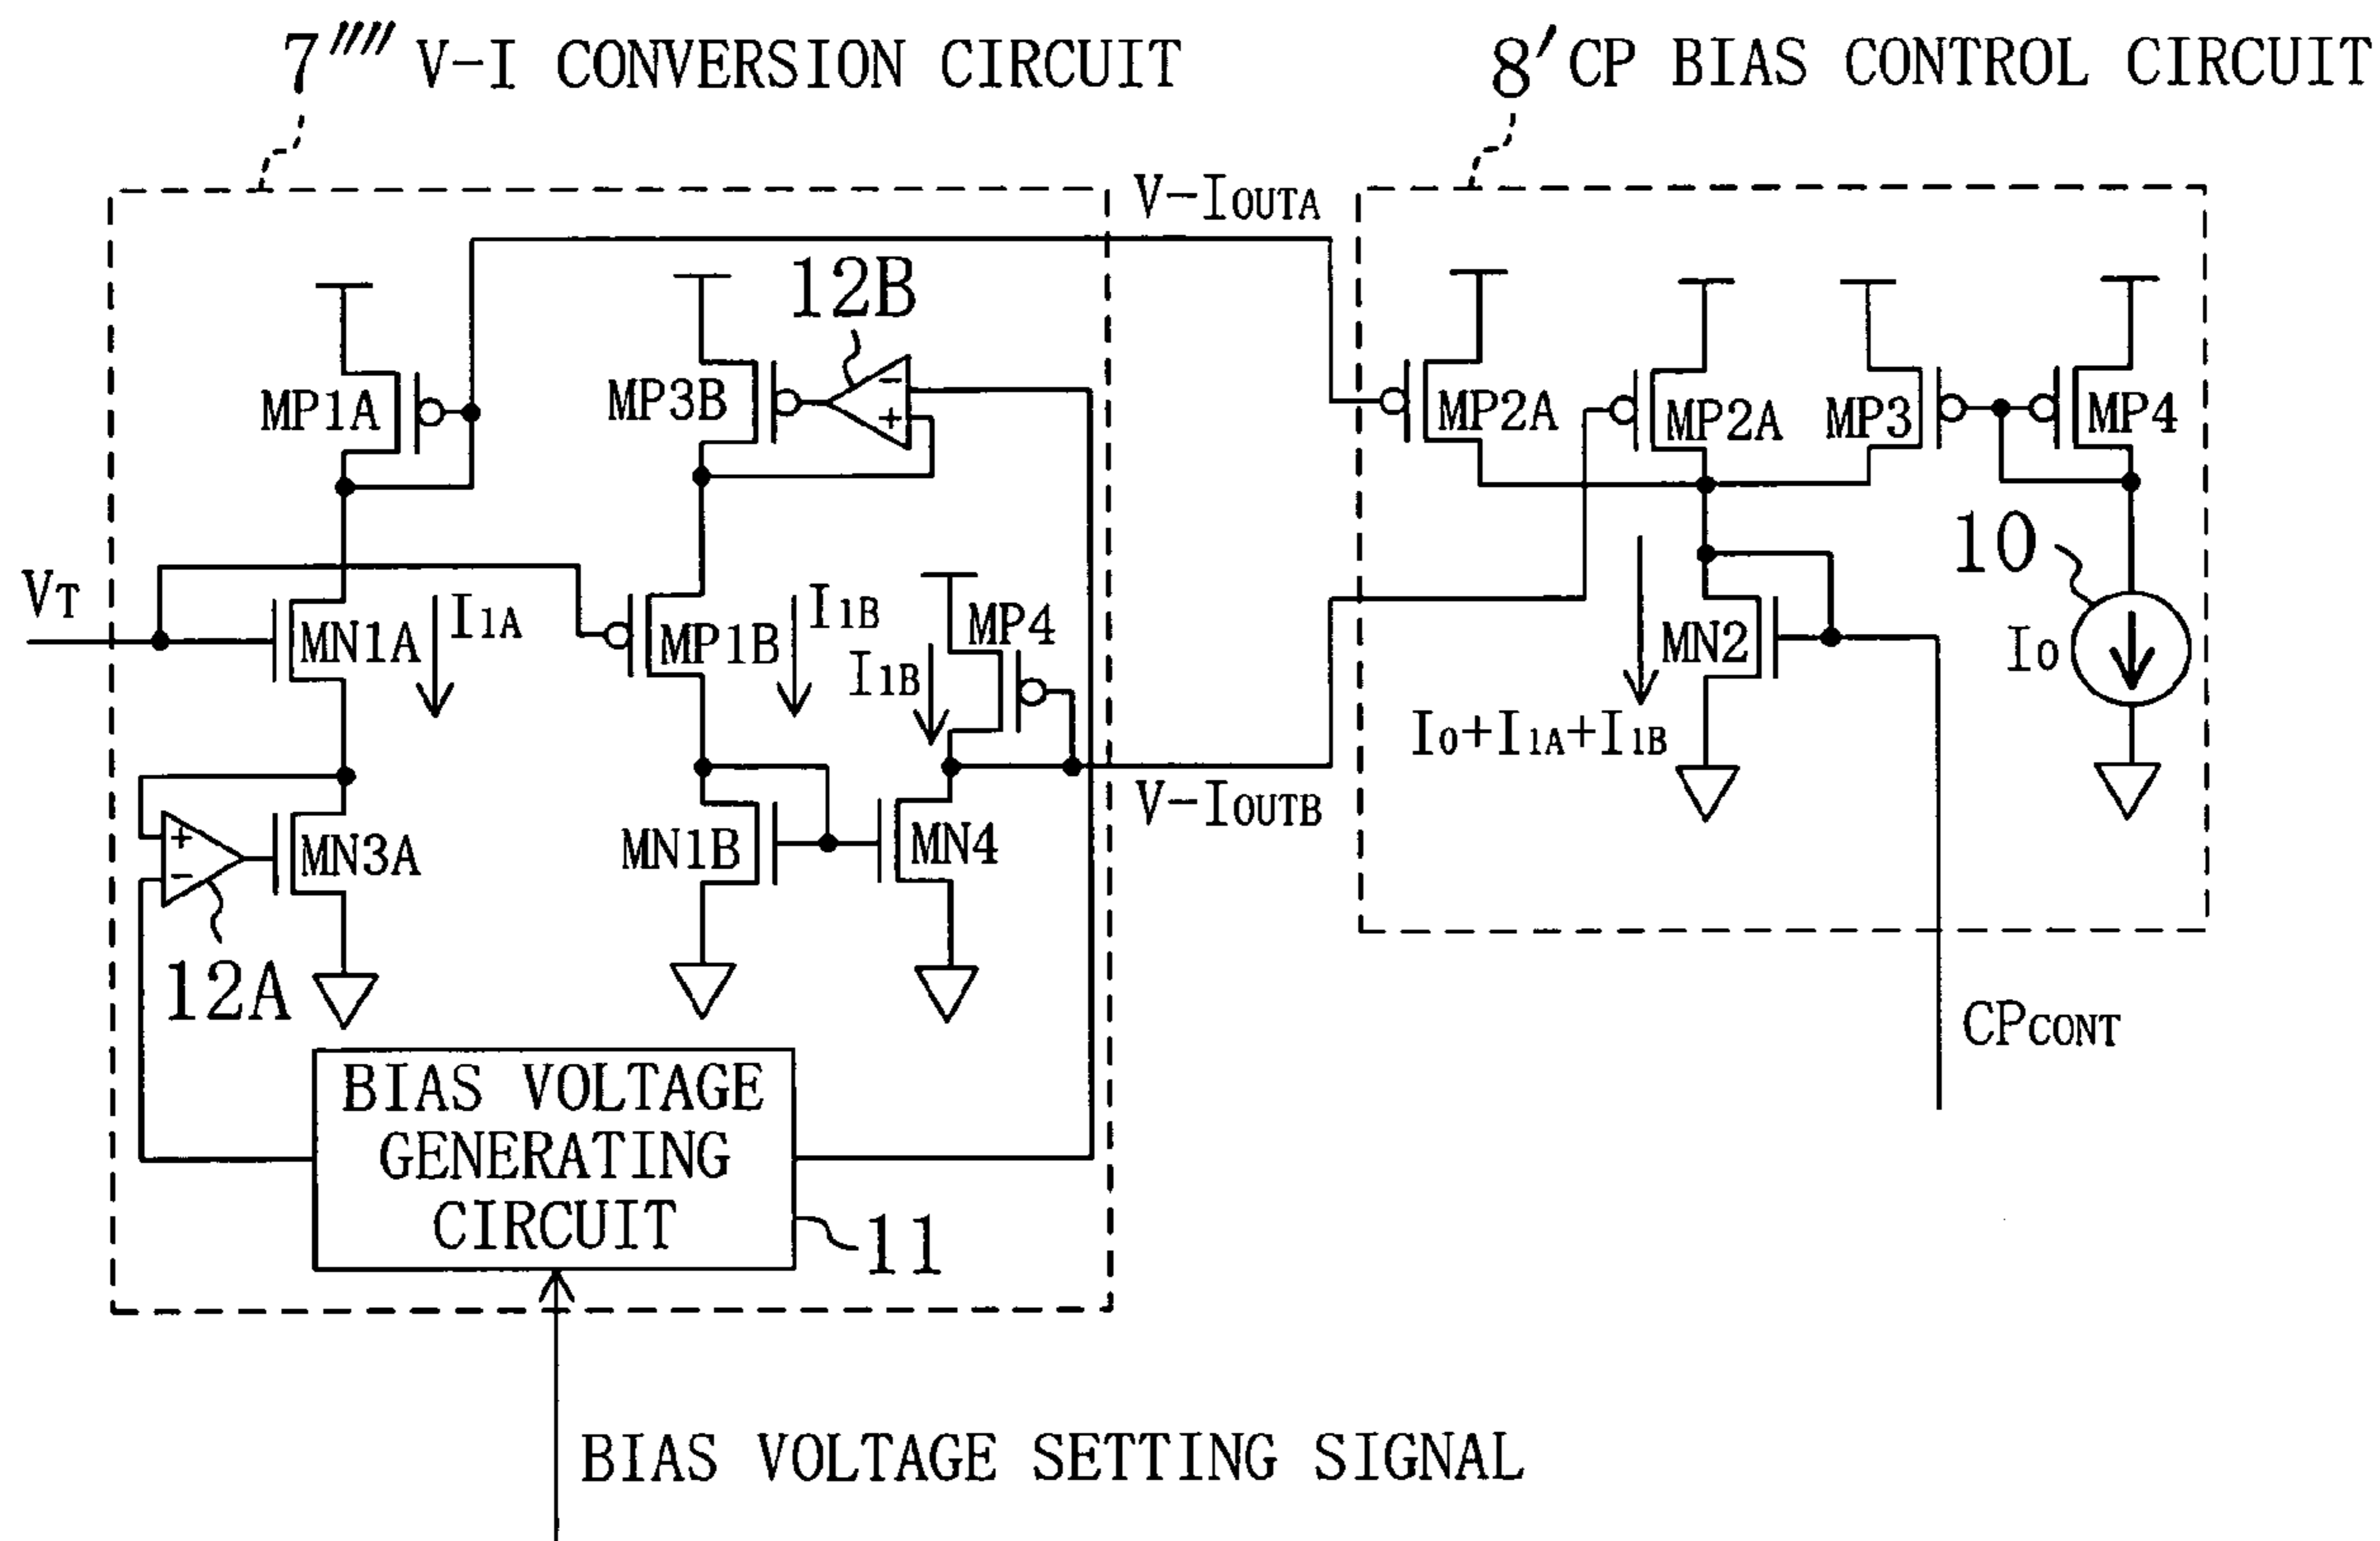 7'''' V-I CONVERSION CIRCUIT
8' CP BIAS CONTROL CIRCUIT
V-IOUTA
12B
MP1A
MP3B
-
+
MP2A
MP2A
MP3
MP4
10
VT
MN1A
I1A
MP1B
I1B
MP4
I1B
MN2
IO
IO+I1A+I1B
V-IOUTB
+
-
MN3A
MN1B
MN4
12A
CPCONT
BIAS VOLTAGE
GENERATING
CIRCUIT
11
BIAS VOLTAGE SETTING SIGNAL